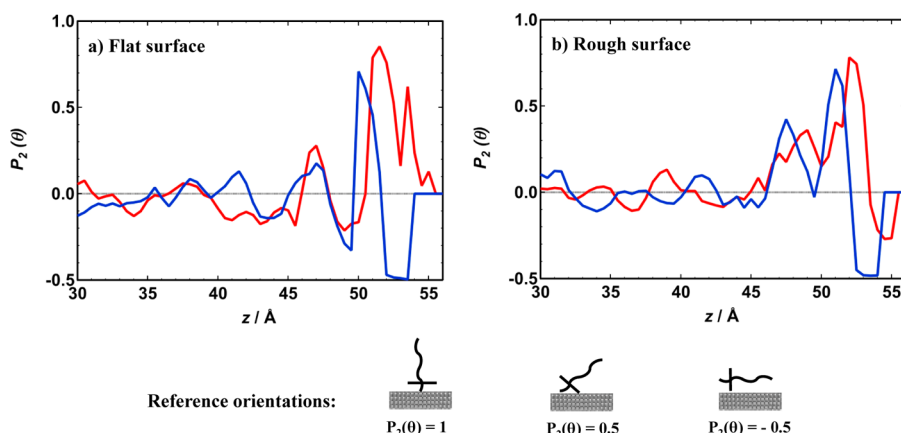 a) Flat surface
b) Rough surface
1.0
0.5
0.0
-0.5
P2 (θ)
30 35 40 45 50 55
z / Å
1.0
0.5
0.0
-0.5
P2 (θ)
30 35 40 45 50 55
z / Å
Reference orientations:
P2(θ) = 1
P2(θ) = 0.5
P2(θ) = - 0.5